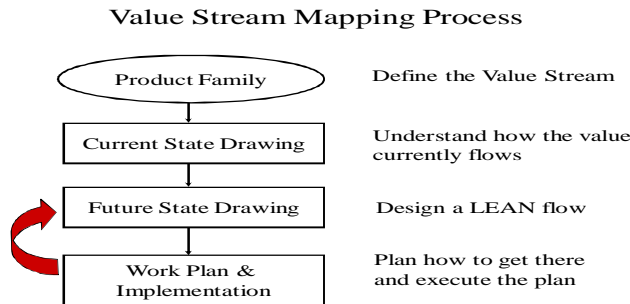 Value Stream Mapping Process
Product Family
Define the Value Stream
Current State Drawing
Understand how the value
currently flows
Future State Drawing
Design a LEAN flow
Work Plan &
Implementation
Plan how to get there
and execute the plan